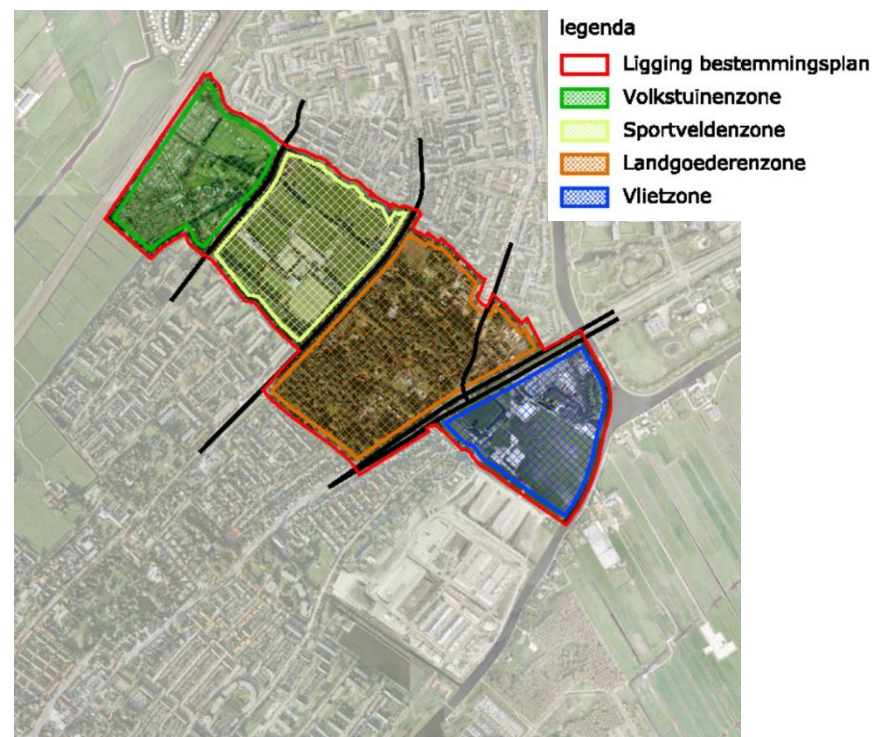 legenda
Ligging bestemmingsplan
Volkstuinenzone
Sportveldenzone
Landgoederenzone
Vlietzone